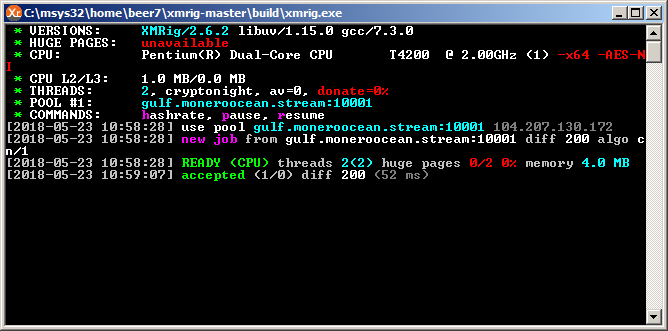 C:\msys32\home\beer7\xmrig-master\build\xmrig.exe
* VERSIONS: XMRig/2.6.2 libuv/1.15.0 gcc/7.3.0
* HUGE PAGES: unavailable
* CPU: Pentium(R) Dual-Core CPU T4200 @ 2.00GHz (1) -x64 -AES-N
I
* CPU L2/L3: 1.0 MB/0.0 MB
* THREADS: 2, cryptonight, av=0, donate=0%
* POOL #1: gulf.moneroocean.stream:10001
* COMMANDS: hashrate, pause, resume
[2018-05-23 10:58:28] use pool gulf.moneroocean.stream:10001 104.207.130.172
[2018-05-23 10:58:28] new job from gulf.moneroocean.stream:10001 diff 200 algo c
n/1
[2018-05-23 10:58:28] READY (CPU) threads 2(2) huge pages 0/2 0% memory 4.0 MB
[2018-05-23 10:59:07] accepted (1/0) diff 200 (52 ms)